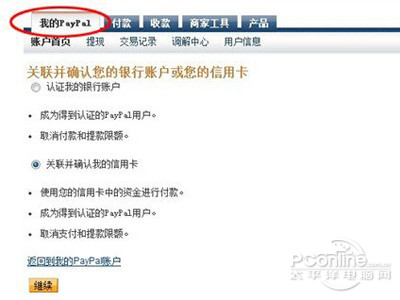 我的PayPal 付款 收款 商家工具 产品
账户首页 提现 交易记录 调解中心 用户信息
关联并确认您的银行账户或您的信用卡
认证我的银行账户
成为得到认证的PayPal用户。
取消付款和提款限额。
关联并确认我的信用卡
使用您的信用卡中的资金进行付款。
成为得到认证的PayPal用户。
取消支付和提款限额。
返回到我的PayPal账户
继续
PConline
太平洋电脑网